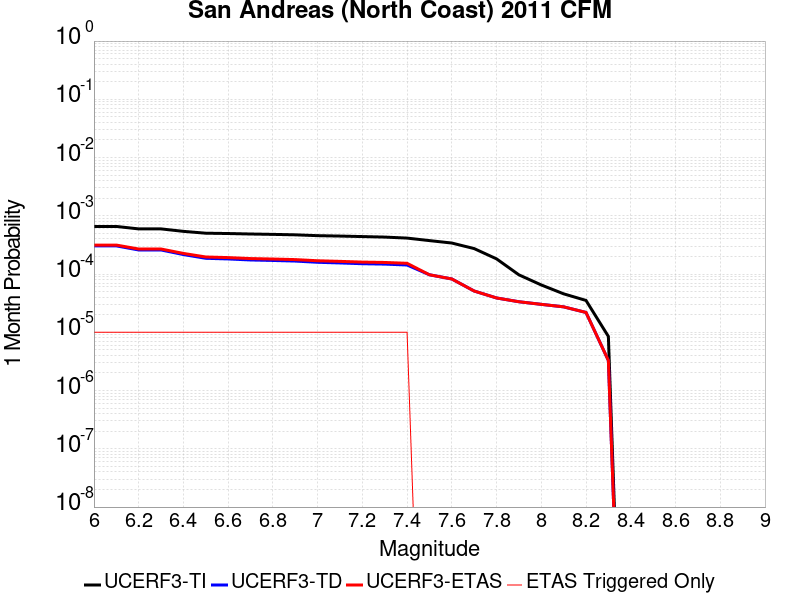 San Andreas (North Coast) 2011 CFM
10^0
10^-1
10^-2
10^-3
10^-4
10^-5
10^-6
10^-7
10^-8
1 Month Probability
6 6.2 6.4 6.6 6.8 7 7.2 7.4 7.6 7.8 8 8.2 8.4 8.6 8.8 9
Magnitude
UCERF3-TI UCERF3-TD UCERF3-ETAS ETAS Triggered Only